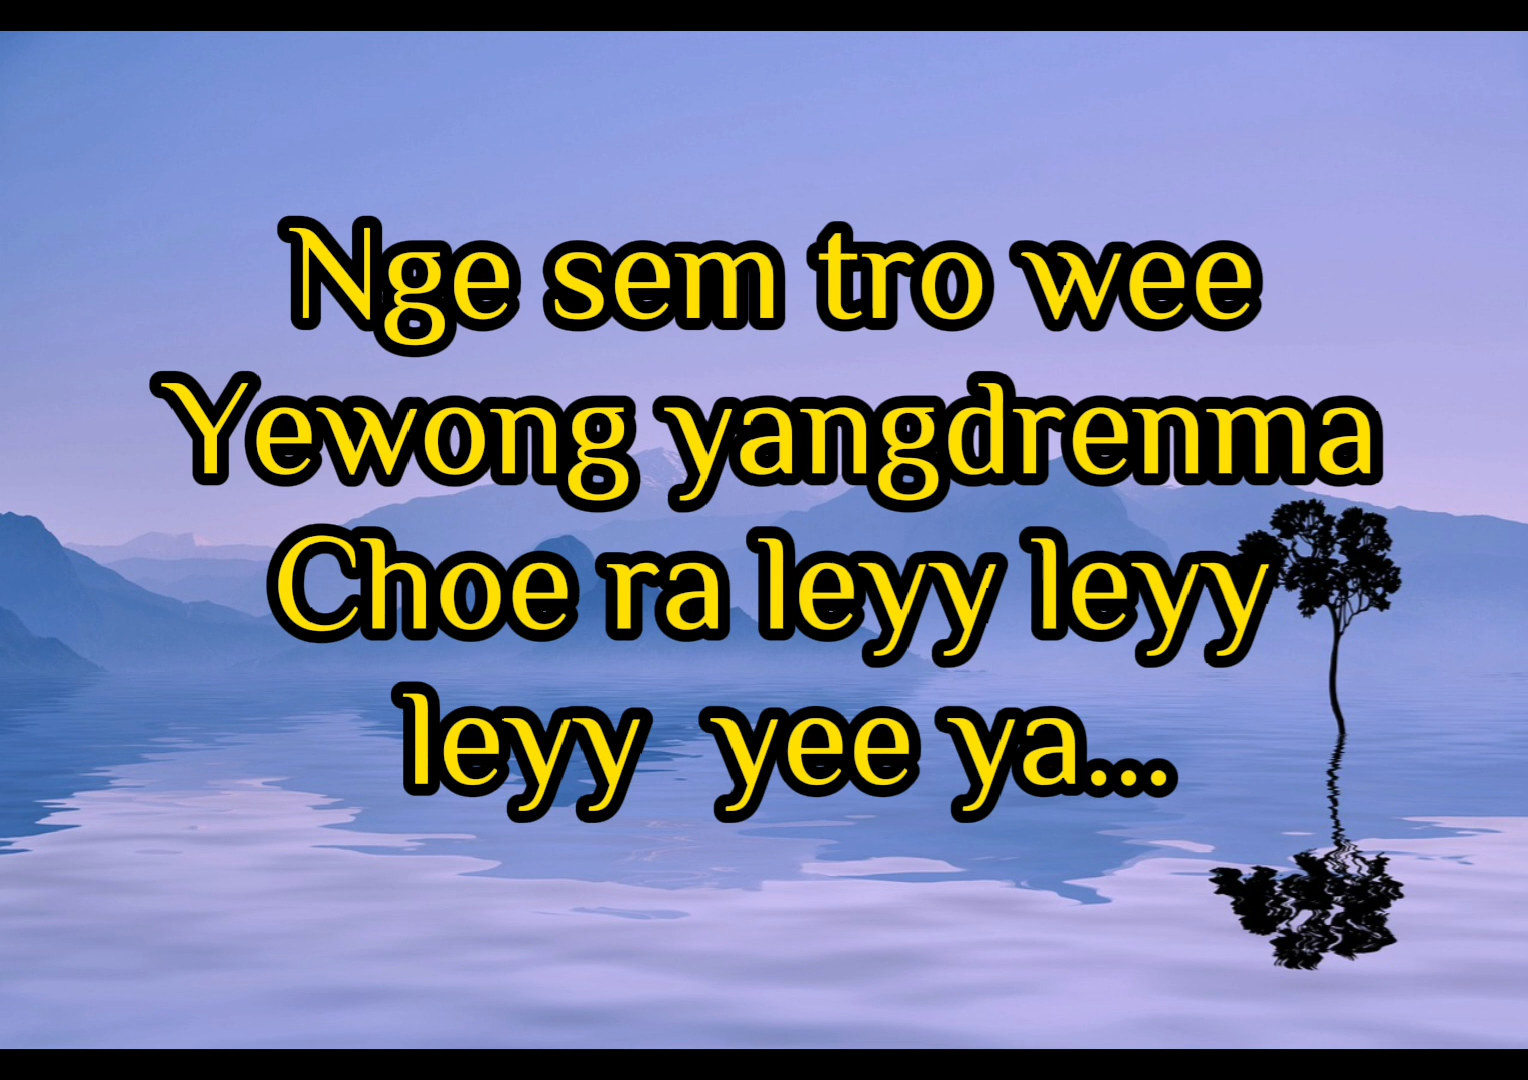 Nge sem tro wee
Yewong yangdrenma
Choe ra leyy leyy
leyy yee ya...